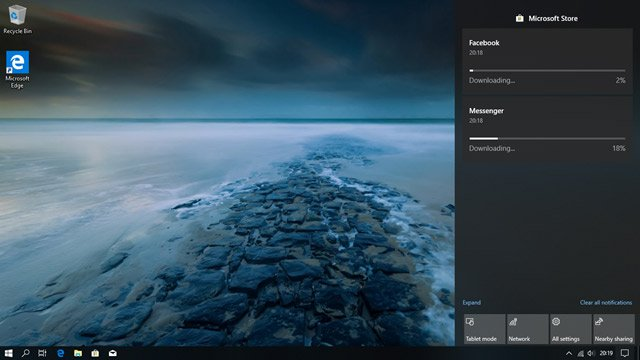 Recycle Bin
Microsoft
Edge
Microsoft Store
Facebook
20:18
Downloading... 2%
Messenger
20:18
Downloading... 18%
Expand Clear all notifications
Tablet mode Network All settings Nearby sharing
20:19